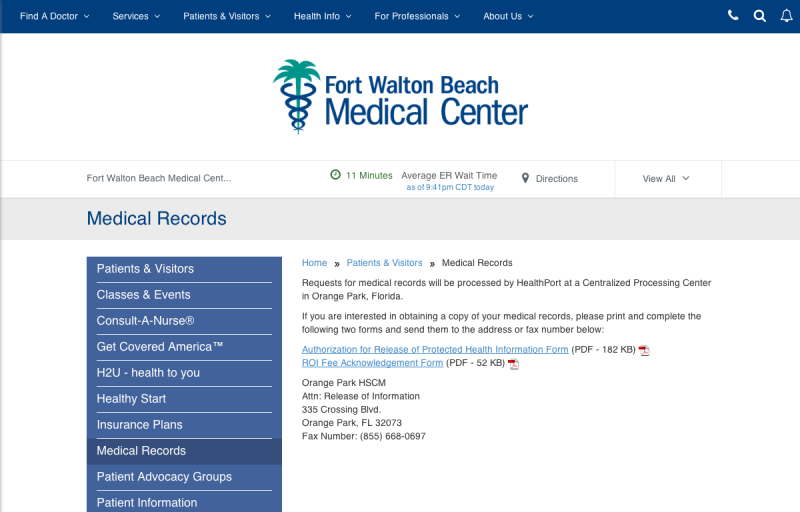 Find A Doctor Services Patients & Visitors Health Info For Professionals About Us
Fort Walton Beach
Medical Center
Fort Walton Beach Medical Cent...
11 Minutes Average ER Wait Time
as of 9:41pm CDT today
Directions
View All
Medical Records
Patients & Visitors
Classes & Events
Consult-A-Nurse®
Get Covered America™
H2U - health to you
Healthy Start
Insurance Plans
Medical Records
Patient Advocacy Groups
Patient Information
Home » Patients & Visitors » Medical Records
Requests for medical records will be processed by HealthPort at a Centralized Processing Center
in Orange Park, Florida.
If you are interested in obtaining a copy of your medical records, please print and complete the
following two forms and send them to the address or fax number below:
Authorization for Release of Protected Health Information Form (PDF - 182 KB)
ROI Fee Acknowledgement Form (PDF - 52 KB)
Orange Park HSCM
Attn: Release of Information
335 Crossing Blvd.
Orange Park, FL 32073
Fax Number: (855) 668-0697